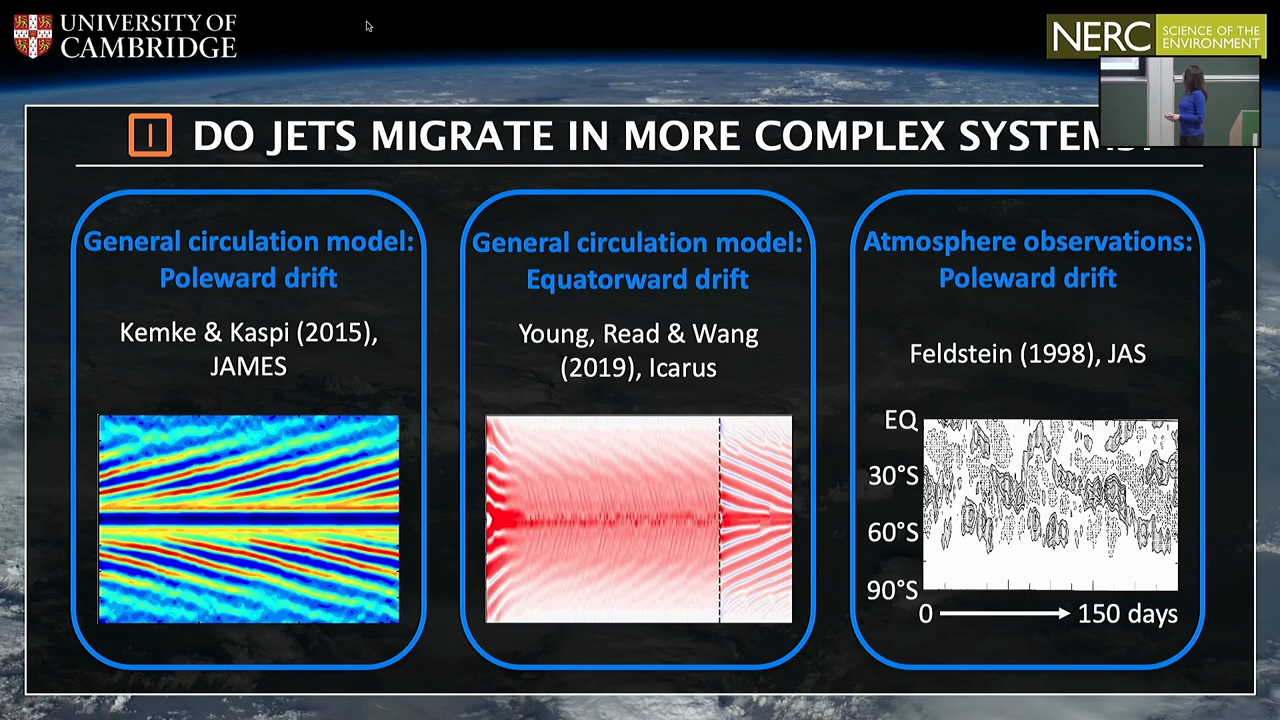 UNIVERSITY OF
CAMBRIDGE
NERC SCIENCE OF THE
ENVIRONMENT
I DO JETS MIGRATE IN MORE COMPLEX
General circulation model:
Poleward drift
Kemke & Kaspi (2015),
JAMES
General circulation model:
Equatorward drift
Young, Read & Wang
(2019), Icarus
Atmosphere observations:
Poleward drift
Feldstein (1998), JAS
EQ
30°S
60°S
90°S
0
150 days